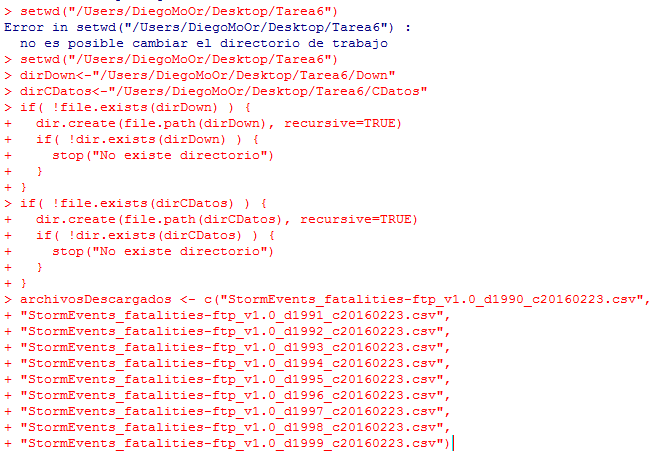 > setwd("/Users/DiegoMoOr/Desktop/Tarea6")
Error in setwd("/Users/DiegoMoOr/Desktop/Tarea6") :
  no es posible cambiar el directorio de trabajo
> setwd("/Users/DiegoMoOr/Desktop/Tarea6")
> dirDown<-"/Users/DiegoMoOr/Desktop/Tarea6/Down"
> dirCDatos<-"/Users/DiegoMoOr/Desktop/Tarea6/CDatos"
> if( !file.exists(dirDown) ) {
+   dir.create(file.path(dirDown), recursive=TRUE)
+   if( !dir.exists(dirDown) ) {
+     stop("No existe directorio")
+   }
+ }
> if( !file.exists(dirCDatos) ) {
+   dir.create(file.path(dirCDatos), recursive=TRUE)
+   if( !dir.exists(dirCDatos) ) {
+     stop("No existe directorio")
+   }
+ }
> archivosDescargados <- c("StormEvents_fatalities-ftp_v1.0_d1990_c20160223.csv",
+ "StormEvents_fatalities-ftp_v1.0_d1991_c20160223.csv",
+ "StormEvents_fatalities-ftp_v1.0_d1992_c20160223.csv",
+ "StormEvents_fatalities-ftp_v1.0_d1993_c20160223.csv",
+ "StormEvents_fatalities-ftp_v1.0_d1994_c20160223.csv",
+ "StormEvents_fatalities-ftp_v1.0_d1995_c20160223.csv",
+ "StormEvents_fatalities-ftp_v1.0_d1996_c20160223.csv",
+ "StormEvents_fatalities-ftp_v1.0_d1997_c20160223.csv",
+ "StormEvents_fatalities-ftp_v1.0_d1998_c20160223.csv",
+ "StormEvents_fatalities-ftp_v1.0_d1999_c20160223.csv")